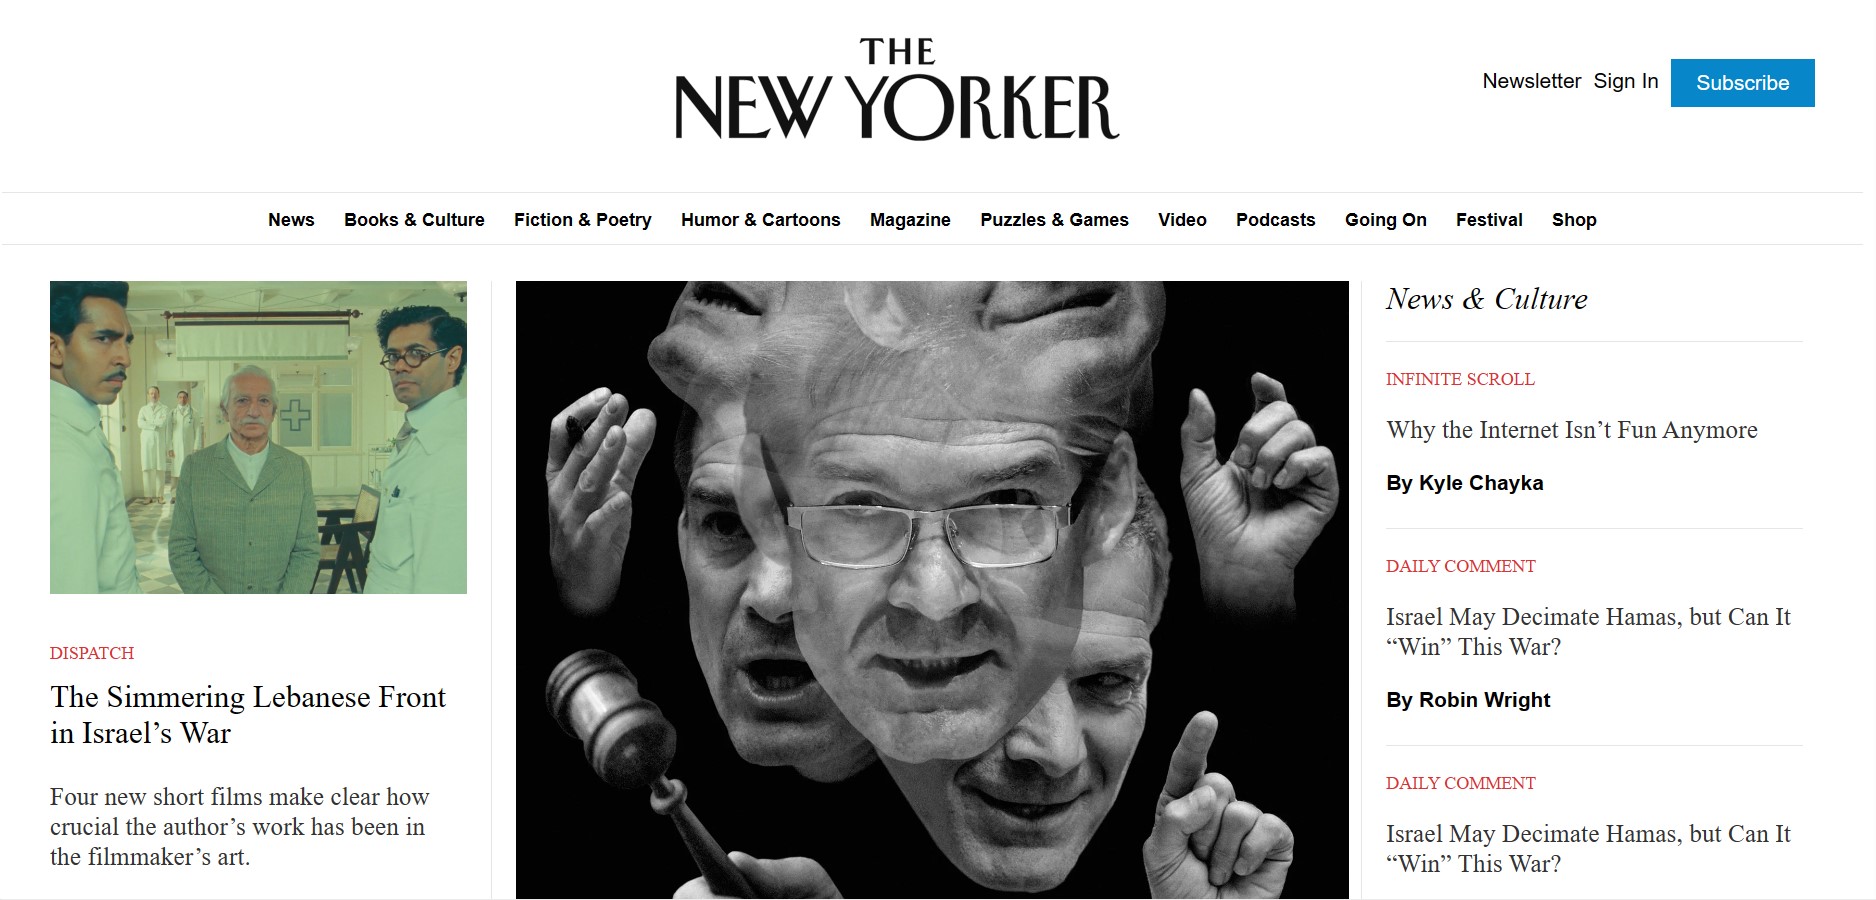 THE
NEW YORKER
Newsletter Sign In Subscribe
News Books & Culture Fiction & Poetry Humor & Cartoons Magazine Puzzles & Games Video Podcasts Going On Festival Shop
DISPATCH
The Simmering Lebanese Front
in Israel’s War
Four new short films make clear how
crucial the author’s work has been in
the filmmaker’s art.
News & Culture
INFINITE SCROLL
Why the Internet Isn’t Fun Anymore
By Kyle Chayka
DAILY COMMENT
Israel May Decimate Hamas, but Can It
“Win” This War?
By Robin Wright
DAILY COMMENT
Israel May Decimate Hamas, but Can It
“Win” This War?